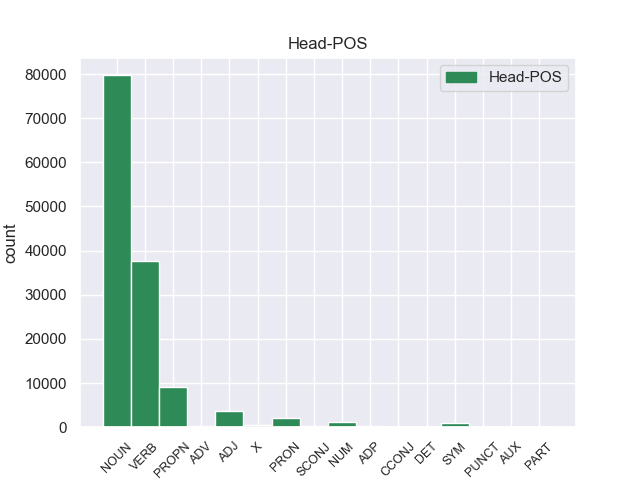 Head-POS
Head-POS
80000
70000
60000
50000
40000
30000
20000
10000
0
count
NOUN VERB PROPN ADV ADJ X PRON SCONJ NUM ADP CCONJ DET SYM PUNCT AUX PART